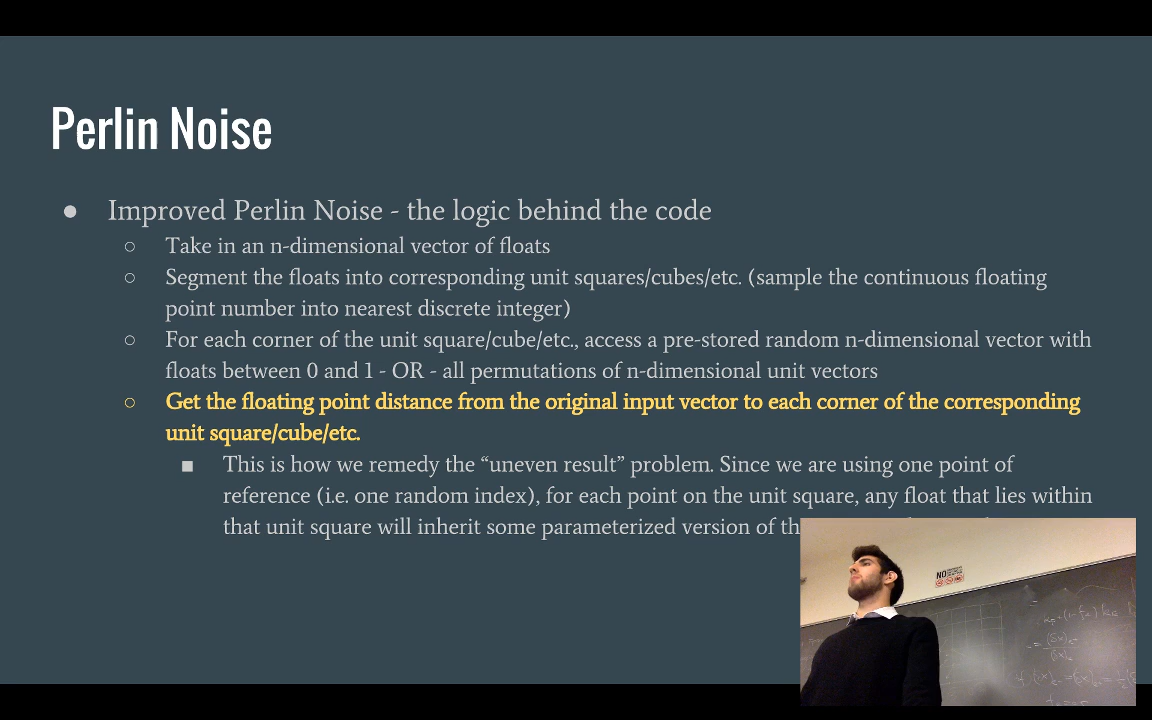 Perlin Noise
● Improved Perlin Noise - the logic behind the code
○ Take in an n-dimensional vector of floats
○ Segment the floats into corresponding unit squares/cubes/etc. (sample the continuous floating
point number into nearest discrete integer)
○ For each corner of the unit square/cube/etc., access a pre-stored random n-dimensional vector with
floats between 0 and 1 - OR - all permutations of n-dimensional unit vectors
○ Get the floating point distance from the original input vector to each corner of the corresponding
unit square/cube/etc.
■ This is how we remedy the “uneven result” problem. Since we are using one point of
reference (i.e. one random index), for each point on the unit square, any float that lies within
that unit square will inherit some parameterized version of
NO